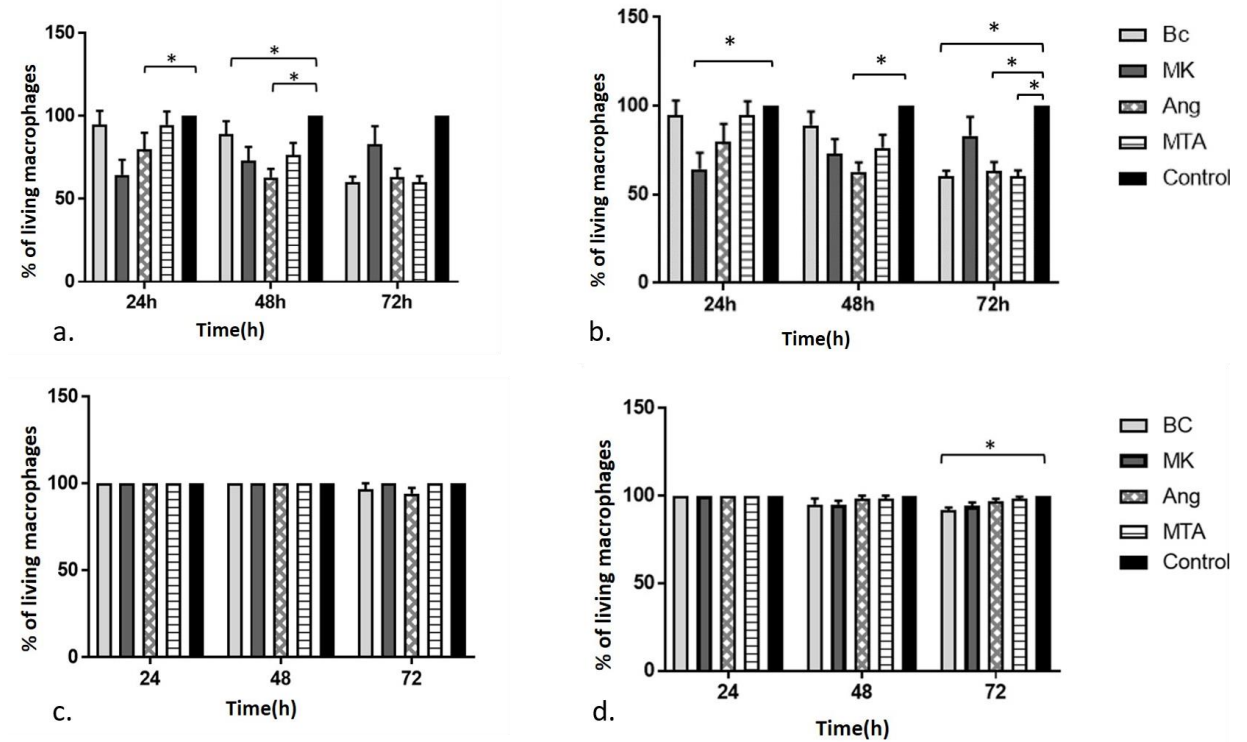 150
100
50
0
% of living macrophages
*
*
*
24h
48h
72h
Time(h)
a.
150
100
50
0
% of living macrophages
*
*
*
*
*
24h
48h
72h
Time(h)
b.
Bc
MK
Ang
MTA
Control
150
100
50
0
% of living macrophages
24
48
72
Time(h)
c.
150
100
50
0
% of living macrophages
*
24
48
72
Time(h)
d.
BC
MK
Ang
MTA
Control